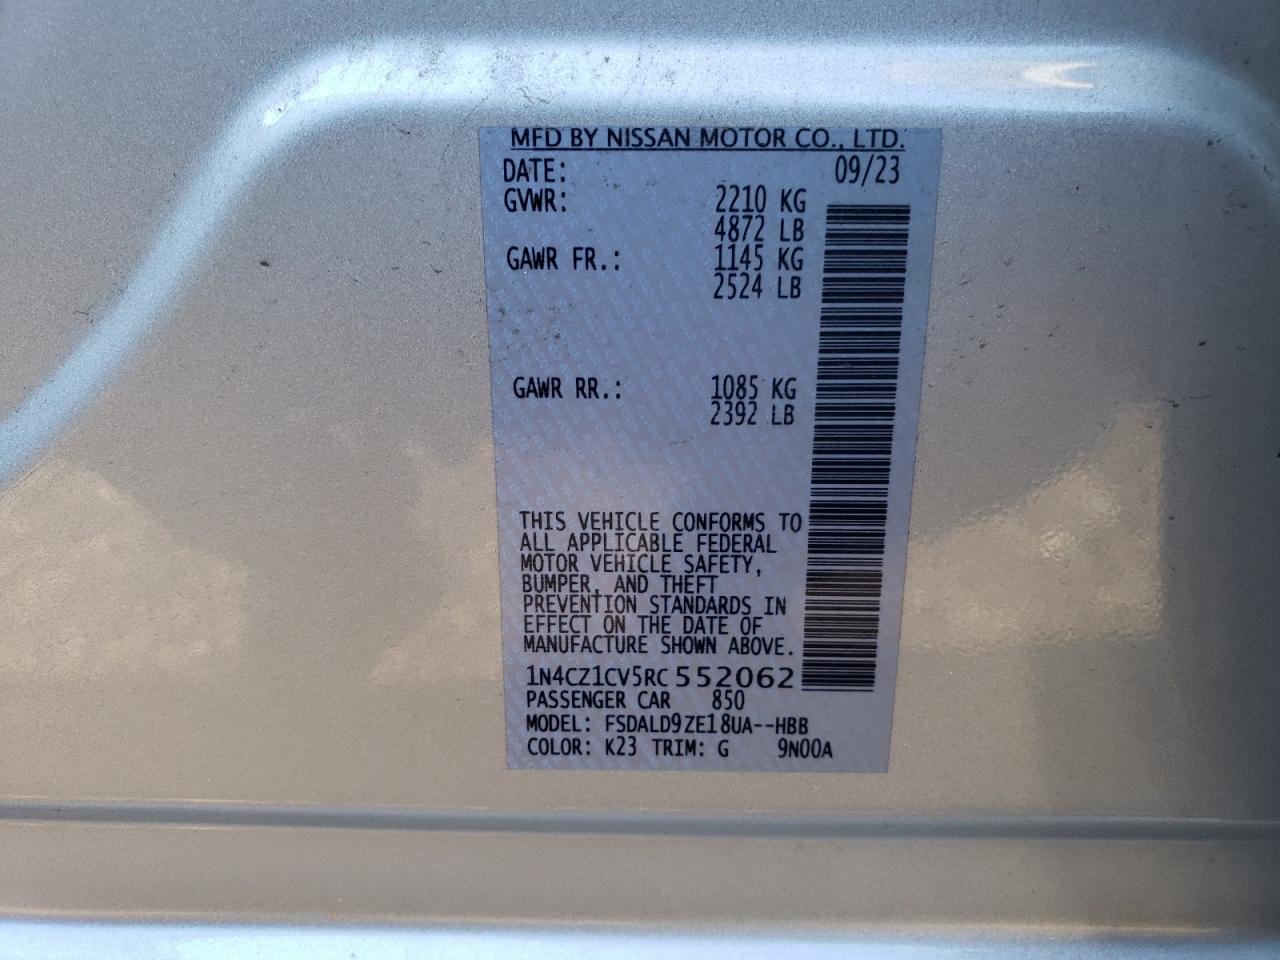 MFD BY NISSAN MOTOR CO., LTD.
DATE: 09/23
GVWR: 2210 KG
4872 LB
GAWR FR.: 1145 KG
2524 LB
GAWR RR.: 1085 KG
2392 LB
THIS VEHICLE CONFORMS TO
ALL APPLICABLE FEDERAL
MOTOR VEHICLE SAFETY,
BUMPER, AND THEFT
PREVENTION STANDARDS IN
EFFECT ON THE DATE OF
MANUFACTURE SHOWN ABOVE.
1N4CZ1CV5RC552062
PASSENGER CAR 850
MODEL: FSDALD9ZE18UA--HBB
COLOR: K23 TRIM: G 9N00A